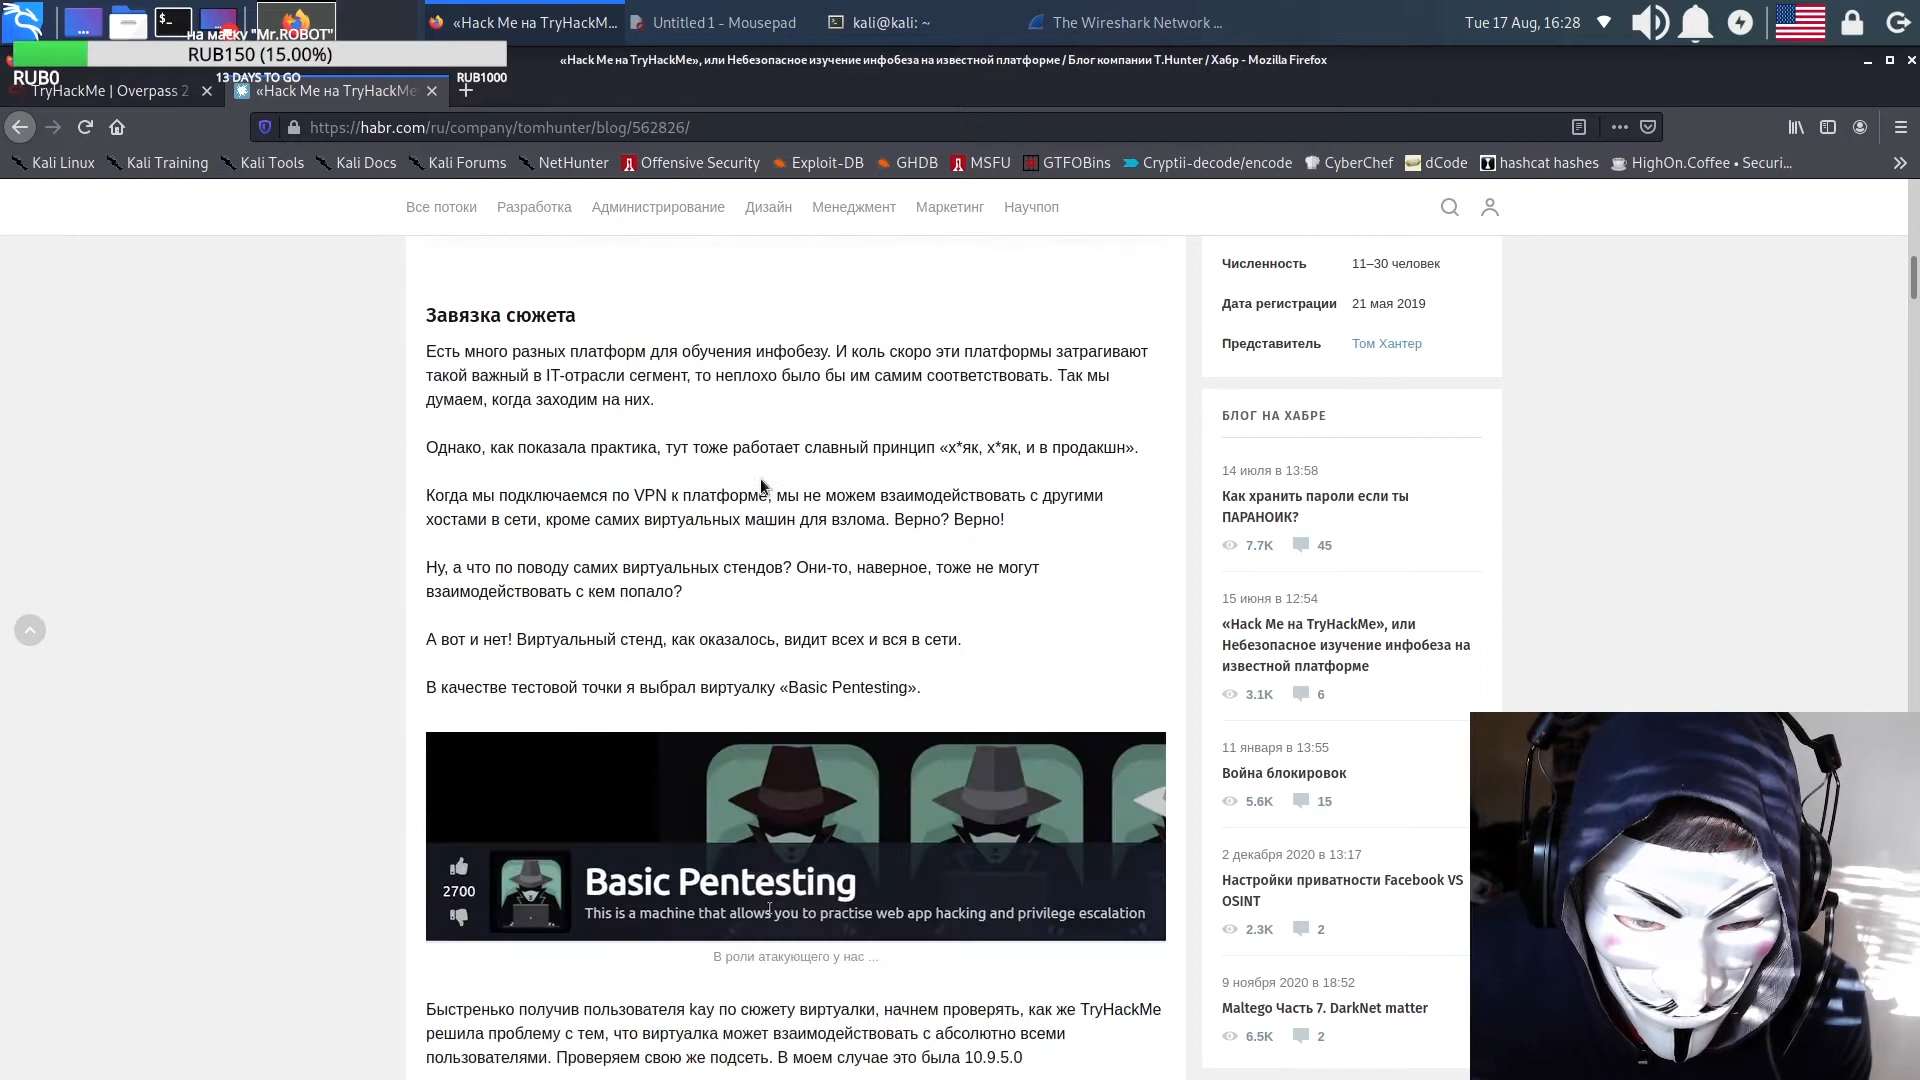 «Hack Me на TryHackM...
Untitled 1 - Mousepad
kali@kali: ~
The Wireshark Network ...
Tue 17 Aug, 16:28
на маску "Mr.ROBOT"
RUB150 (15.00%)
RUB0
13 DAYS TO GO
RUB1000
«Hack Me на TryHackMe», или Небезопасное изучение инфобеза на известной платформе / Блог компании T.Hunter / Хабр - Mozilla Firefox
TryHackMe | Overpass 2
«Hack Me на TryHackMe
https://habr.com/ru/company/tomhunter/blog/562826/
Kali Linux
Kali Training
Kali Tools
Kali Docs
Kali Forums
NetHunter
Offensive Security
Exploit-DB
GHDB
MSFU
GTFOBins
Cryptii-decode/encode
CyberChef
dCode
hashcat hashes
HighOn.Coffee • Securi...
Все потоки
Разработка
Администрирование
Дизайн
Менеджмент
Маркетинг
Научпоп
Завязка сюжета
Есть много разных платформ для обучения инфобезу. И коль скоро эти платформы затрагивают
такой важный в IT-отрасли сегмент, то неплохо было бы им самим соответствовать. Так мы
думаем, когда заходим на них.
Однако, как показала практика, тут тоже работает славный принцип «х*як, х*як, и в продакшн».
Когда мы подключаемся по VPN к платформе, мы не можем взаимодействовать с другими
хостами в сети, кроме самих виртуальных машин для взлома. Верно? Верно!
Ну, а что по поводу самих виртуальных стендов? Они-то, наверное, тоже не могут
взаимодействовать с кем попало?
А вот и нет! Виртуальный стенд, как оказалось, видит всех и вся в сети.
В качестве тестовой точки я выбрал виртуалку «Basic Pentesting».
2700
Basic Pentesting
This is a machine that allows you to practise web app hacking and privilege escalation
В роли атакующего у нас ...
Быстренько получив пользователя kay по сюжету виртуалки, начнем проверять, как же TryHackMe
решила проблему с тем, что виртуалка может взаимодействовать с абсолютно всеми
пользователями. Проверяем свою же подсеть. В моем случае это была 10.9.5.0
Численность 11–30 человек
Дата регистрации 21 мая 2019
Представитель Том Хантер
БЛОГ НА ХАБРЕ
14 июля в 13:58
Как хранить пароли если ты
ПАРАНОИК?
7.7K 45
15 июня в 12:54
«Hack Me на TryHackMe», или
Небезопасное изучение инфобеза на
известной платформе
3.1K 6
11 января в 13:55
Война блокировок
5.6K 15
2 декабря 2020 в 13:17
Настройки приватности Facebook VS
OSINT
2.3K 2
9 ноября 2020 в 18:52
Maltego Часть 7. DarkNet matter
6.5K 2